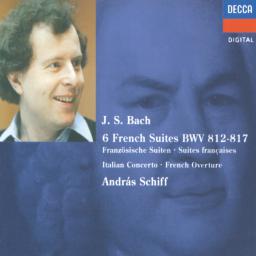 DECCA
DIGITAL
J. S. Bach
6 French Suites BWV 812-817
Französische Suiten · Suites françaises
Italian Concerto · French Overture
András Schiff